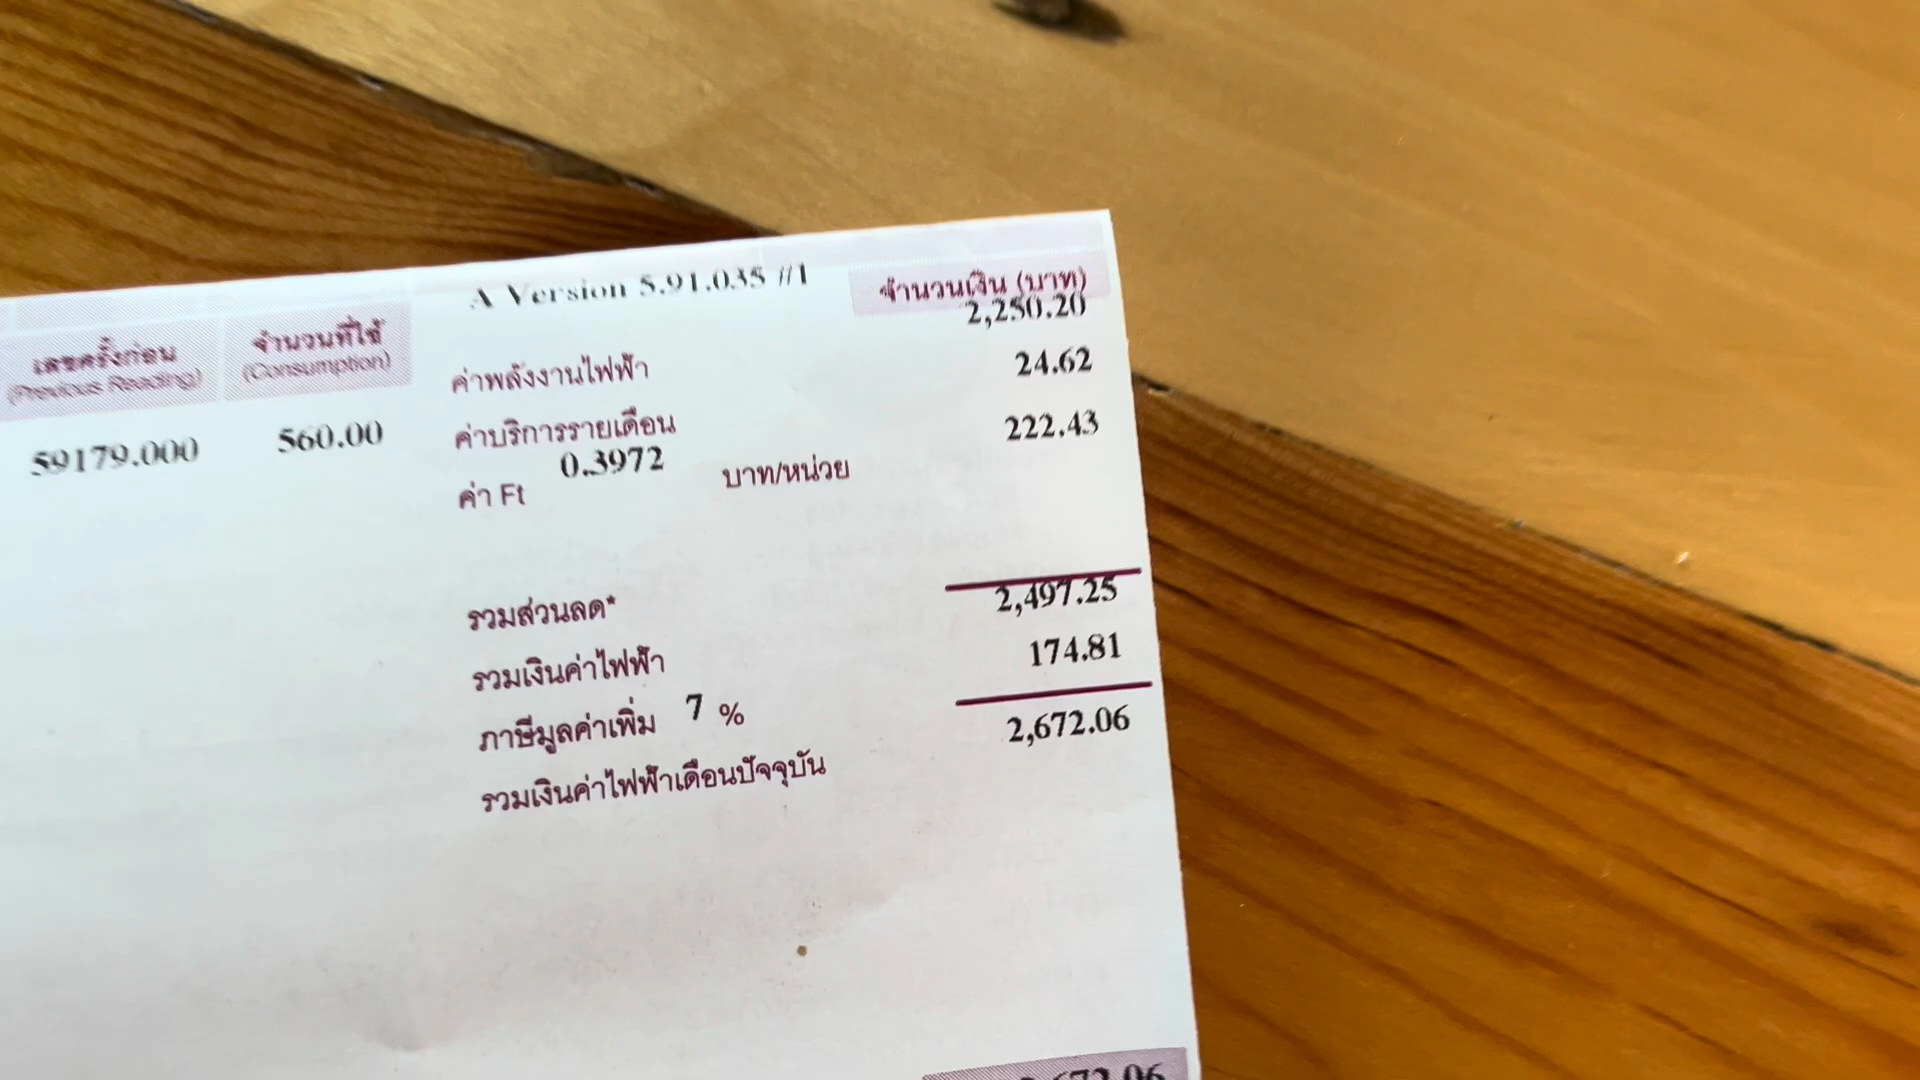 A Version 5.91.035 //1
จำนวนเงิน (บาท)
2,250.20
เลขครั้งก่อน
(Previous Reading)
จำนวนที่ใช้
(Consumption)
59179.000
560.00
ค่าพลังงานไฟฟ้า
24.62
ค่าบริการรายเดือน
222.43
ค่า Ft 0.3972 บาท/หน่วย
รวมส่วนลด*
2,497.25
รวมเงินค่าไฟฟ้า
174.81
ภาษีมูลค่าเพิ่ม 7 %
2,672.06
รวมเงินค่าไฟฟ้าเดือนปัจจุบัน